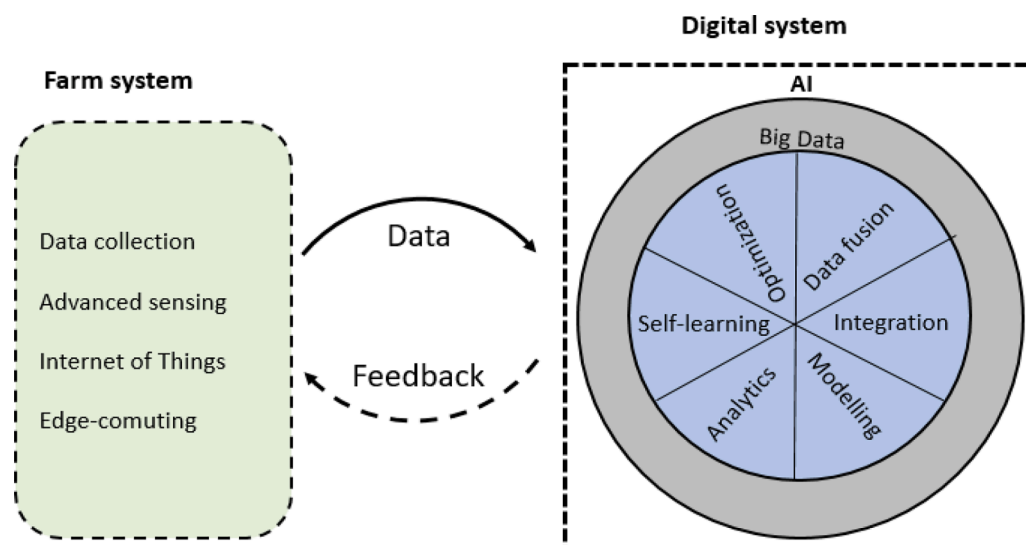 Digital system
Farm system
AI
Big Data
Data collection
Advanced sensing
Internet of Things
Edge-comuting
Data
Feedback
Optimization
Data fusion
Self-learning
Integration
Analytics
Modelling